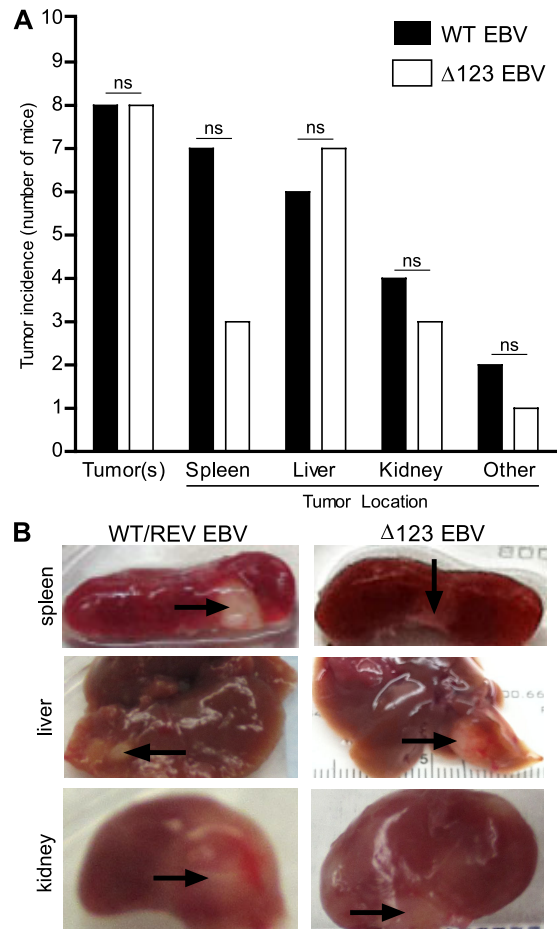 A
WT EBV
Δ123 EBV
Tumor incidence (number of mice)
10
9
8
7
6
5
4
3
2
1
0
ns
ns
ns
ns
ns
Tumor(s) Spleen Liver Kidney Other
Tumor Location
B
WT/REV EBV Δ123 EBV
spleen
liver
5
kidney